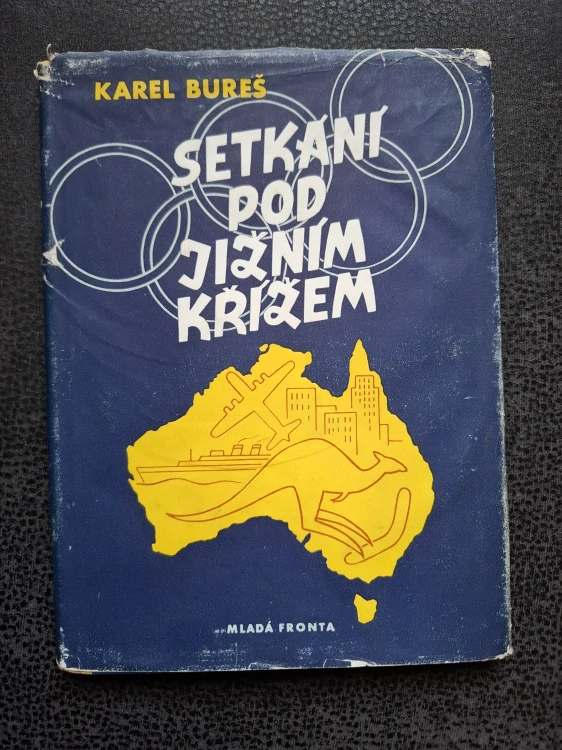 KAREL BUREŠ
SETKÁNÍ
POD
JIŽNÍM
KŘÍŽEM
MLADÁ FRONTA